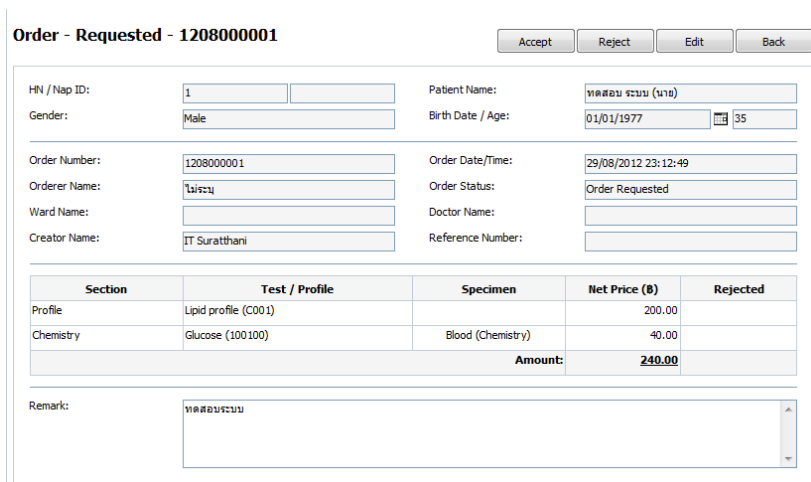 Order - Requested - 1208000001
Accept Reject Edit Back
HN / Nap ID: 1 Patient Name: ทดสอบ ระบบ (นาย)
Gender: Male Birth Date / Age: 01/01/1977 35
Order Number: 1208000001 Order Date/Time: 29/08/2012 23:12:49
Orderer Name: ไม่ระบุ Order Status: Order Requested
Ward Name: Doctor Name:
Creator Name: IT Suratthani Reference Number:
Section Test / Profile Specimen Net Price (฿) Rejected
Profile Lipid profile (C001) 200.00
Chemistry Glucose (100100) Blood (Chemistry) 40.00
Amount: 240.00
Remark: ทดสอบระบบ